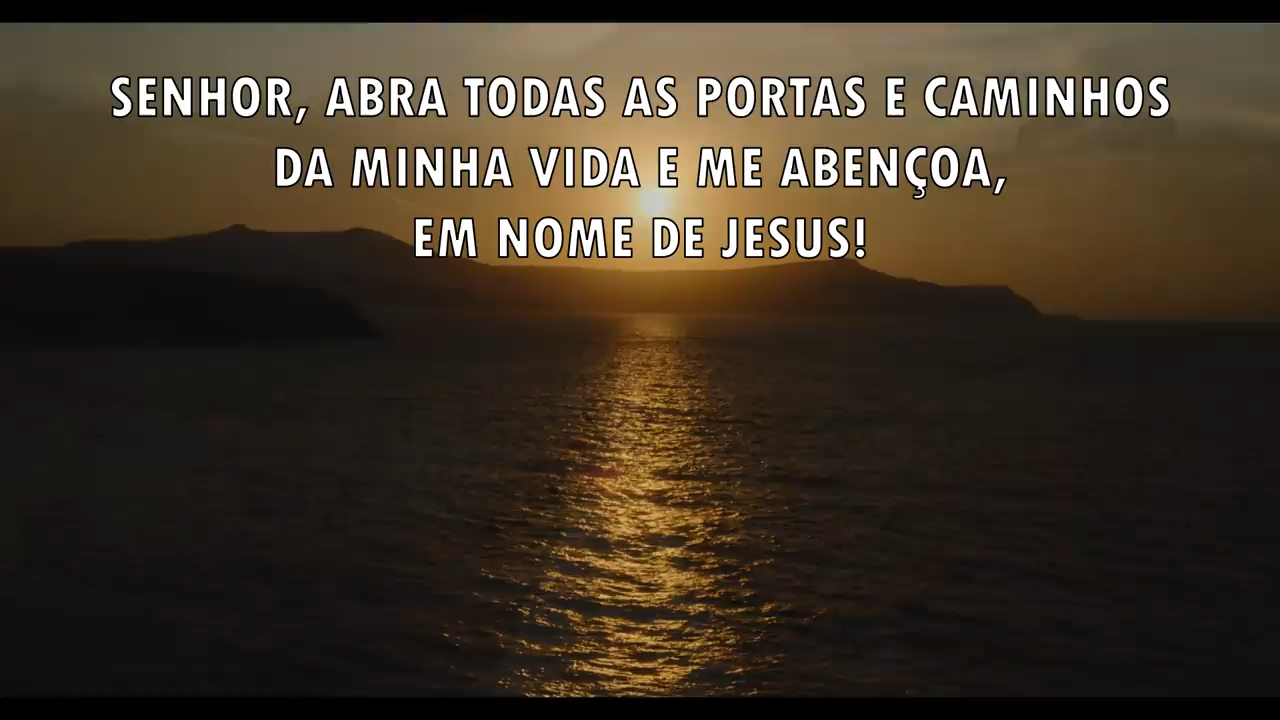 SENHOR, ABRA TODAS AS PORTAS E CAMINHOS
DA MINHA VIDA E ME ABENÇOA,
EM NOME DE JESUS!